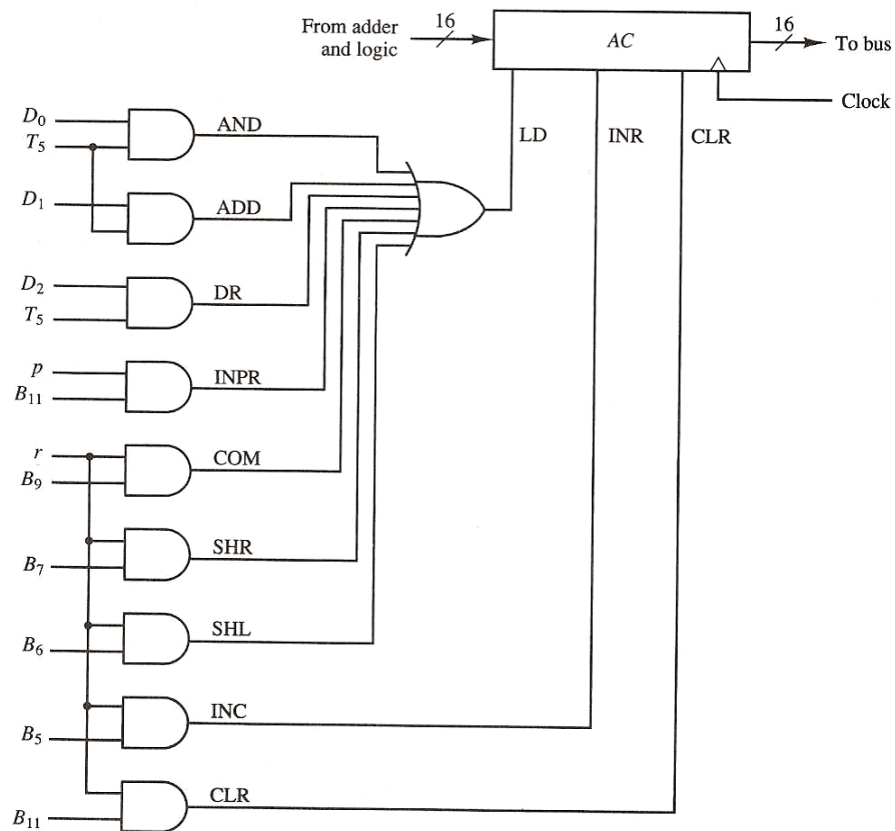 From adder
and logic
16
AC
16
To bus
Clock
LD
INR
CLR
D0
T5
AND
D1
ADD
D2
T5
DR
p
B11
INPR
r
B9
COM
B7
SHR
B6
SHL
B5
INC
B11
CLR